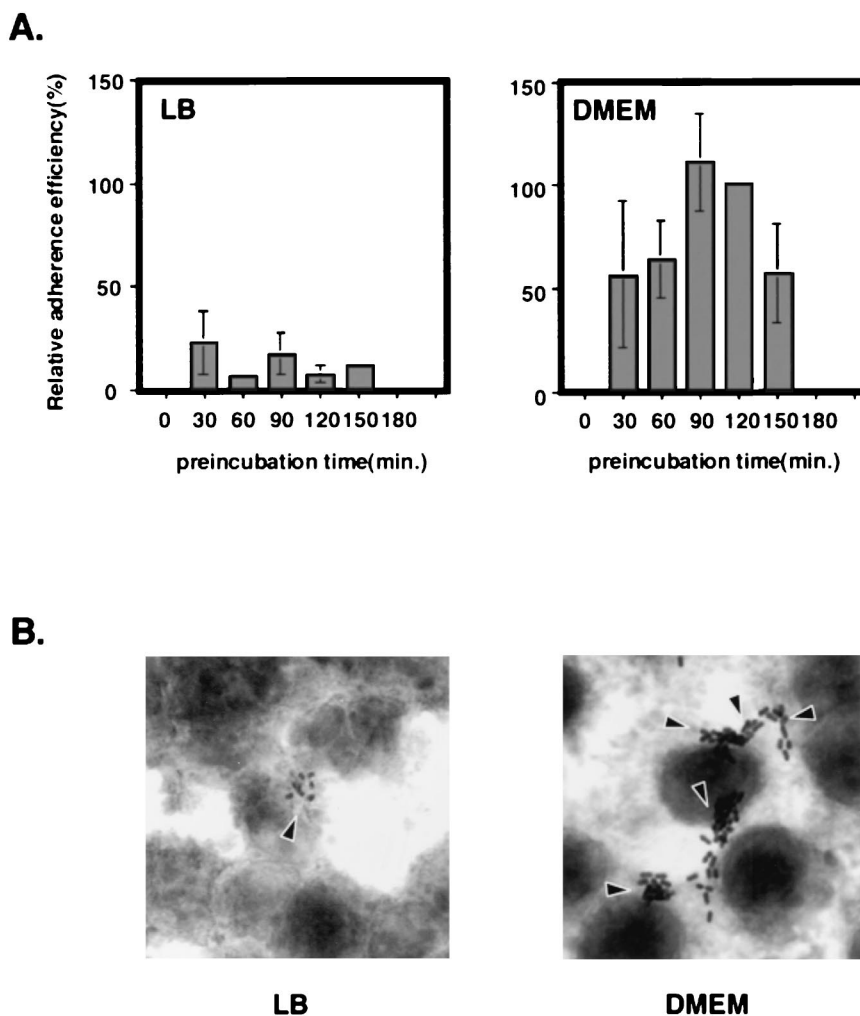 A.
Relative adherence efficiency(%)
150
100
50
0
LB
0 30 60 90 120 150 180
preincubation time(min.)
150
100
50
0
DMEM
0 30 60 90 120 150 180
preincubation time(min.)
B.
LB
DMEM